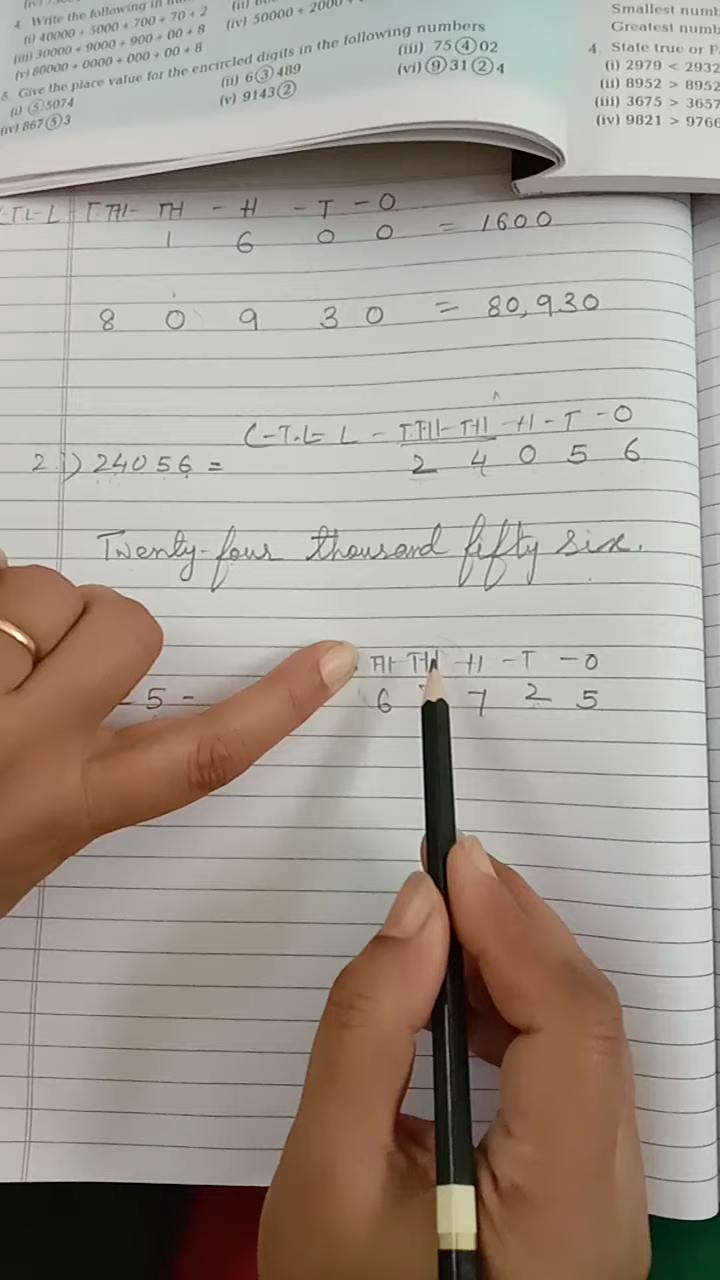 4. Write the following in
(i) 40000 + 5000 + 700 + 70 + 2
(iii) 30000 + 9000 + 900 + 00 + 8
(iv) 50000 + 2000 +
(v) 80000 + 0000 + 000 + 00 + 8
5. Give the place value for the encircled digits in the following numbers
(i) ⑤5074
(ii) 6③489
(iii) 75④02
(iv) 867⑤3
(v) 9143②
(vi) ⑨31②4
Smallest numb
Greatest numb
4. State true or F
(i) 2979 < 2932
(ii) 8952 > 8952
(iii) 3675 > 3657
(iv) 9821 > 9766
TL-L T.TH- TH - H - T - O
1 6 0 0 = 1600
8 0 9 3 0 = 80,930
C-T.L- L - T.TH- TH - H - T - O
2) 24056 = 2 4 0 5 6
Twenty-four thousand fifty six.
TH TH - H - T - O
5 - 6 7 2 5